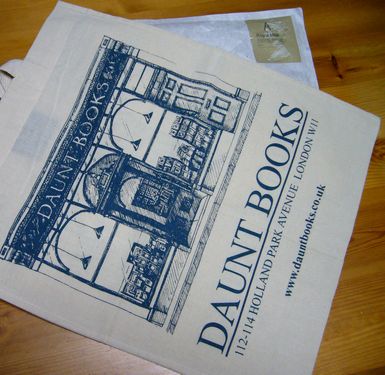 DAUNT·BOOKS
DAUNT BOOKS
112-114 HOLLAND PARK AVENUE LONDON W11
www.dauntbooks.co.uk